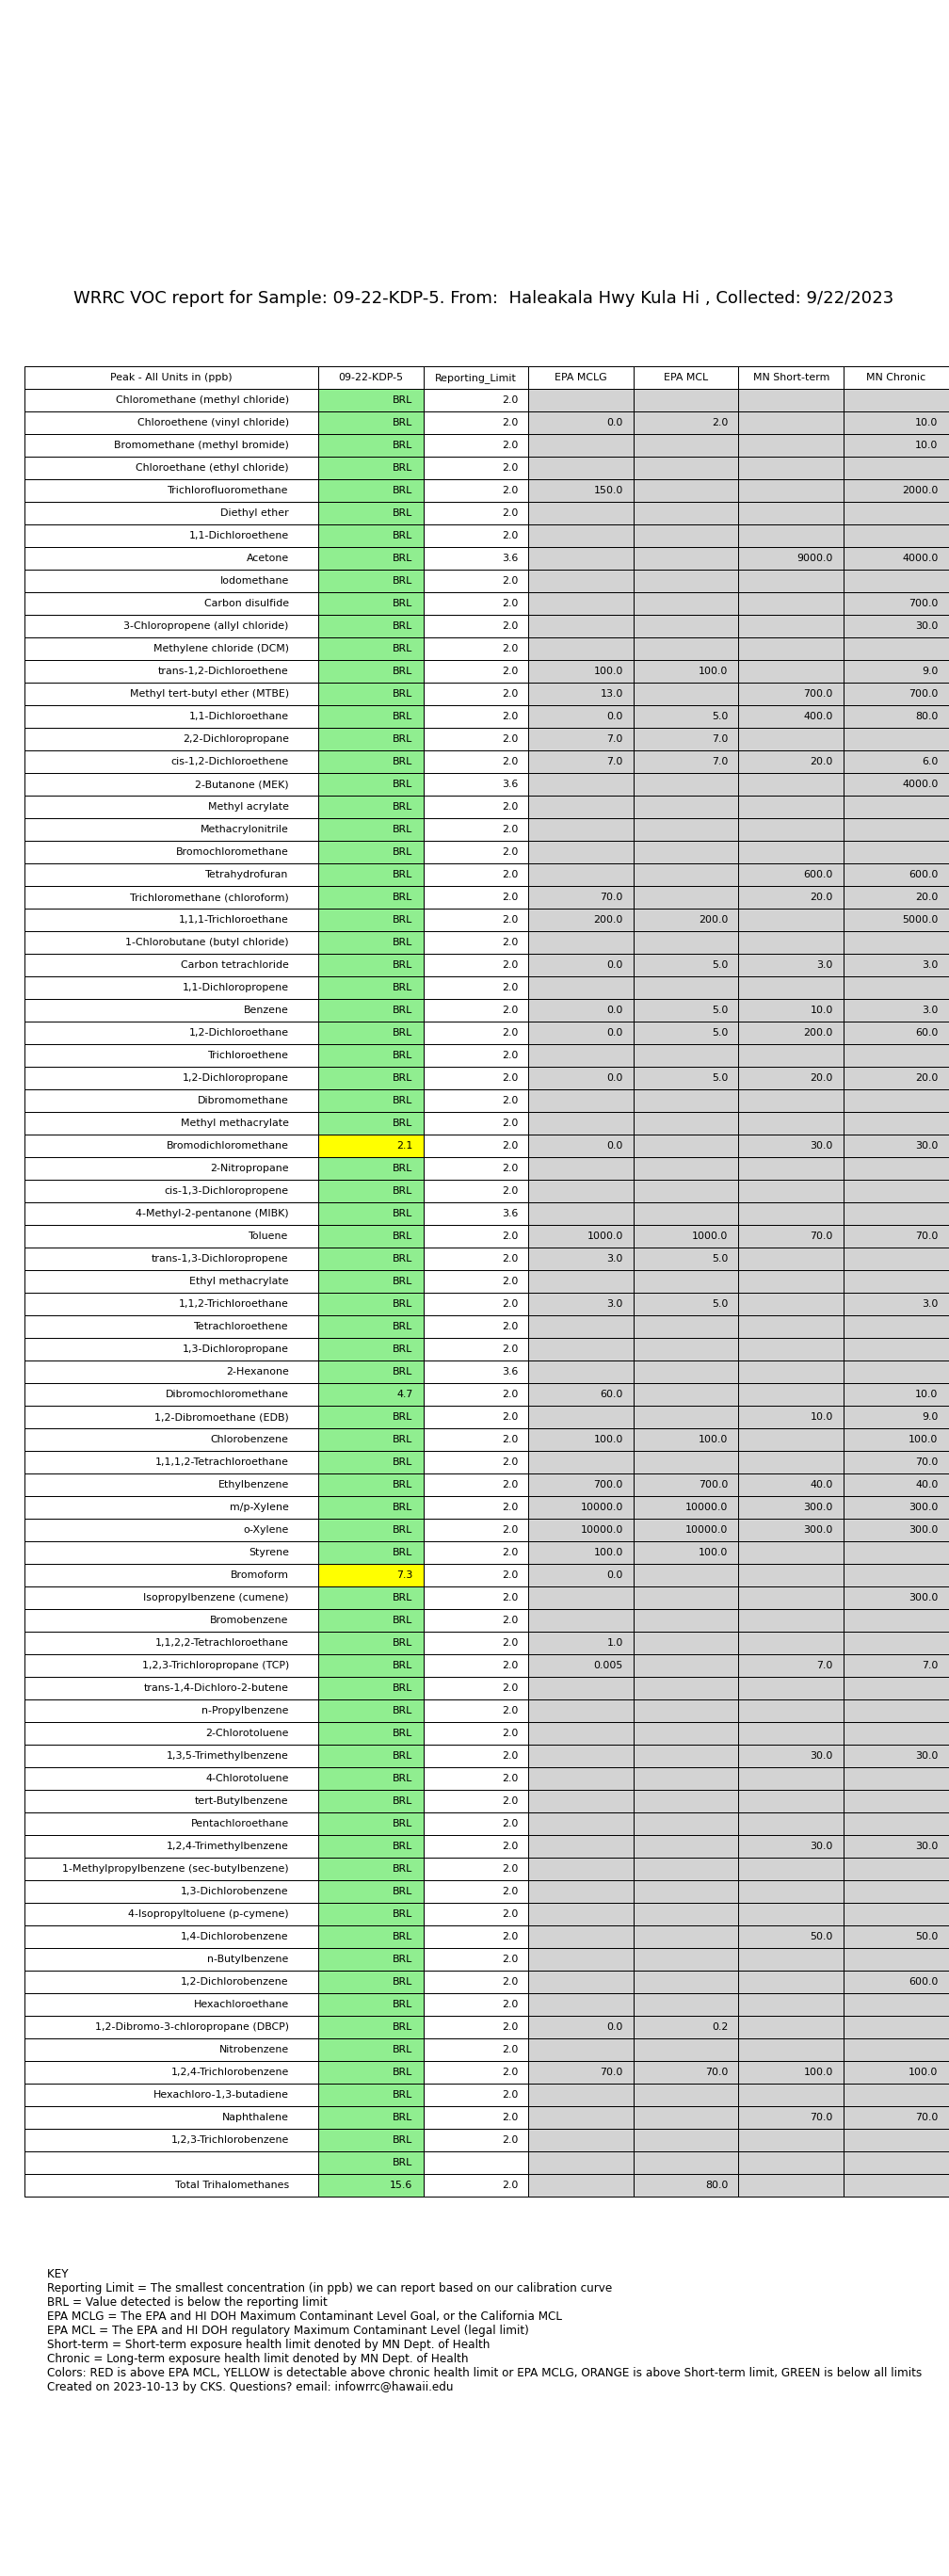 WRRC VOC report for Sample: 09-22-KDP-5. From:  Haleakala Hwy Kula Hi , Collected: 9/22/2023
Peak - All Units in (ppb) 09-22-KDP-5 Reporting_Limit EPA MCLG EPA MCL MN Short-term MN Chronic
Chloromethane (methyl chloride) BRL 2.0
Chloroethene (vinyl chloride) BRL 2.0 0.0 2.0 10.0
Bromomethane (methyl bromide) BRL 2.0 10.0
Chloroethane (ethyl chloride) BRL 2.0
Trichlorofluoromethane BRL 2.0 150.0 2000.0
Diethyl ether BRL 2.0
1,1-Dichloroethene BRL 2.0
Acetone BRL 3.6 9000.0 4000.0
Iodomethane BRL 2.0
Carbon disulfide BRL 2.0 700.0
3-Chloropropene (allyl chloride) BRL 2.0 30.0
Methylene chloride (DCM) BRL 2.0
trans-1,2-Dichloroethene BRL 2.0 100.0 100.0 9.0
Methyl tert-butyl ether (MTBE) BRL 2.0 13.0 700.0 700.0
1,1-Dichloroethane BRL 2.0 0.0 5.0 400.0 80.0
2,2-Dichloropropane BRL 2.0 7.0 7.0
cis-1,2-Dichloroethene BRL 2.0 7.0 7.0 20.0 6.0
2-Butanone (MEK) BRL 3.6 4000.0
Methyl acrylate BRL 2.0
Methacrylonitrile BRL 2.0
Bromochloromethane BRL 2.0
Tetrahydrofuran BRL 2.0 600.0 600.0
Trichloromethane (chloroform) BRL 2.0 70.0 20.0 20.0
1,1,1-Trichloroethane BRL 2.0 200.0 200.0 5000.0
1-Chlorobutane (butyl chloride) BRL 2.0
Carbon tetrachloride BRL 2.0 0.0 5.0 3.0 3.0
1,1-Dichloropropene BRL 2.0
Benzene BRL 2.0 0.0 5.0 10.0 3.0
1,2-Dichloroethane BRL 2.0 0.0 5.0 200.0 60.0
Trichloroethene BRL 2.0
1,2-Dichloropropane BRL 2.0 0.0 5.0 20.0 20.0
Dibromomethane BRL 2.0
Methyl methacrylate BRL 2.0
Bromodichloromethane 2.1 2.0 0.0 30.0 30.0
2-Nitropropane BRL 2.0
cis-1,3-Dichloropropene BRL 2.0
4-Methyl-2-pentanone (MIBK) BRL 3.6
Toluene BRL 2.0 1000.0 1000.0 70.0 70.0
trans-1,3-Dichloropropene BRL 2.0 3.0 5.0
Ethyl methacrylate BRL 2.0
1,1,2-Trichloroethane BRL 2.0 3.0 5.0 3.0
Tetrachloroethene BRL 2.0
1,3-Dichloropropane BRL 2.0
2-Hexanone BRL 3.6
Dibromochloromethane 4.7 2.0 60.0 10.0
1,2-Dibromoethane (EDB) BRL 2.0 10.0 9.0
Chlorobenzene BRL 2.0 100.0 100.0 100.0
1,1,1,2-Tetrachloroethane BRL 2.0 70.0
Ethylbenzene BRL 2.0 700.0 700.0 40.0 40.0
m/p-Xylene BRL 2.0 10000.0 10000.0 300.0 300.0
o-Xylene BRL 2.0 10000.0 10000.0 300.0 300.0
Styrene BRL 2.0 100.0 100.0
Bromoform 7.3 2.0 0.0
Isopropylbenzene (cumene) BRL 2.0 300.0
Bromobenzene BRL 2.0
1,1,2,2-Tetrachloroethane BRL 2.0 1.0
1,2,3-Trichloropropane (TCP) BRL 2.0 0.005 7.0 7.0
trans-1,4-Dichloro-2-butene BRL 2.0
n-Propylbenzene BRL 2.0
2-Chlorotoluene BRL 2.0
1,3,5-Trimethylbenzene BRL 2.0 30.0 30.0
4-Chlorotoluene BRL 2.0
tert-Butylbenzene BRL 2.0
Pentachloroethane BRL 2.0
1,2,4-Trimethylbenzene BRL 2.0 30.0 30.0
1-Methylpropylbenzene (sec-butylbenzene) BRL 2.0
1,3-Dichlorobenzene BRL 2.0
4-Isopropyltoluene (p-cymene) BRL 2.0
1,4-Dichlorobenzene BRL 2.0 50.0 50.0
n-Butylbenzene BRL 2.0
1,2-Dichlorobenzene BRL 2.0 600.0
Hexachloroethane BRL 2.0
1,2-Dibromo-3-chloropropane (DBCP) BRL 2.0 0.0 0.2
Nitrobenzene BRL 2.0
1,2,4-Trichlorobenzene BRL 2.0 70.0 70.0 100.0 100.0
Hexachloro-1,3-butadiene BRL 2.0
Naphthalene BRL 2.0 70.0 70.0
1,2,3-Trichlorobenzene BRL 2.0
BRL
Total Trihalomethanes 15.6 2.0 80.0
KEY
Reporting Limit = The smallest concentration (in ppb) we can report based on our calibration curve
BRL = Value detected is below the reporting limit
EPA MCLG = The EPA and HI DOH Maximum Contaminant Level Goal, or the California MCL
EPA MCL = The EPA and HI DOH regulatory Maximum Contaminant Level (legal limit)
Short-term = Short-term exposure health limit denoted by MN Dept. of Health
Chronic = Long-term exposure health limit denoted by MN Dept. of Health
Colors: RED is above EPA MCL, YELLOW is detectable above chronic health limit or EPA MCLG, ORANGE is above Short-term limit, GREEN is below all limits
Created on 2023-10-13 by CKS. Questions? email: infowrrc@hawaii.edu